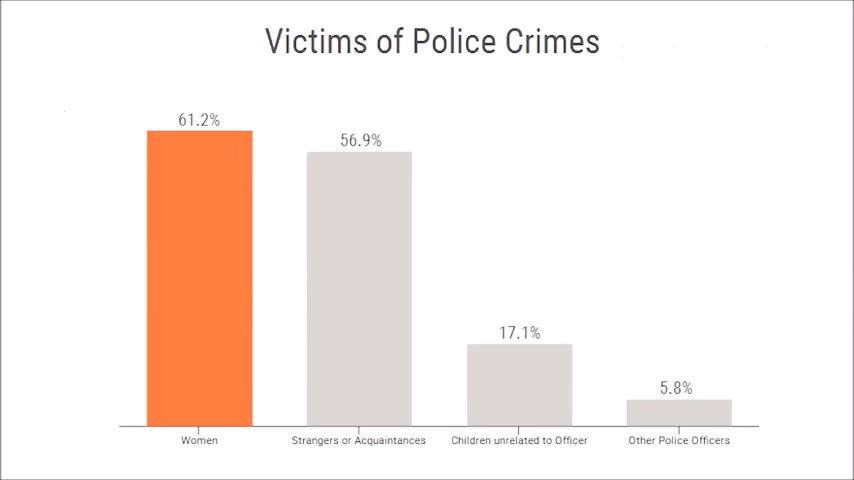 Victims of Police Crimes
61.2%
56.9%
17.1%
5.8%
Women
Strangers or Acquaintances
Children unrelated to Officer
Other Police Officers